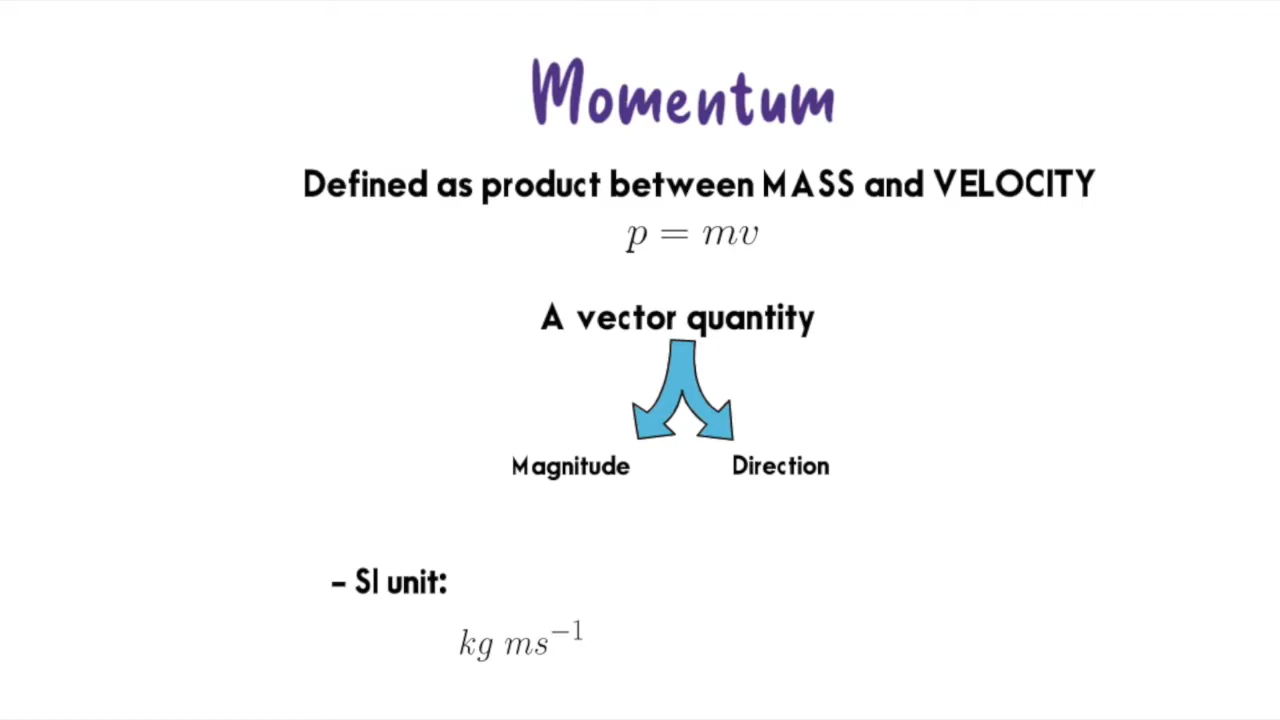 Momentum
Defined as product between MASS and VELOCITY
p = mv
A vector quantity
Magnitude Direction
- SI unit:
kg ms⁻¹